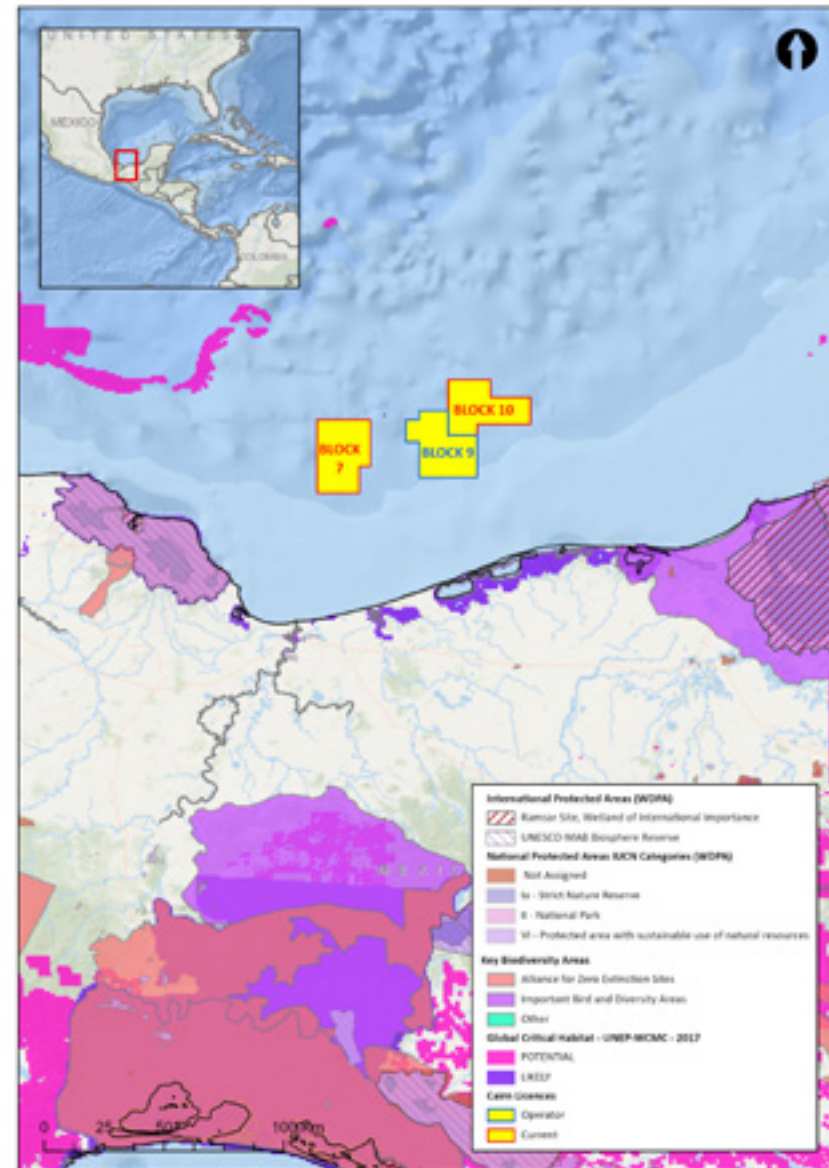 UNITED STATES
MEXICO
COLOMBIA
BLOCK 10
BLOCK
7
BLOCK 9
International Protected Areas (WDPA)
Ramsar Site, Wetland of International Importance
UNESCO-MAB Biosphere Reserve
National Protected Areas IUCN Categories (WDPA)
Not Assigned
Ia - Strict Nature Reserve
II - National Park
VI - Protected area with sustainable use of natural resources
Key Biodiversity Areas
Alliance for Zero Extinction Sites
Important Bird and Diversity Areas
Other
Global Critical Habitat - UNEP-WCMC - 2017
POTENTIAL
LIKELY
Cairn Licences
Operator
Current
0 25 50 100 km